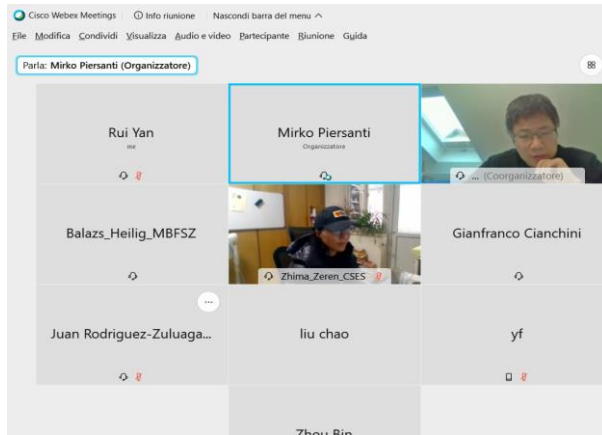 Cisco Webex Meetings Info riunione Nascondi barra del menu
File Modifica Condividi Visualizza Audio e video Partecipante Riunione Guida
Parla: Mirko Piersanti (Organizzatore)
Rui Yan
me
Mirko Piersanti
Organizzatore
... (Coorganizzatore)
Balazs_Heilig_MBFSZ
Zhima_Zeren_CSES
Gianfranco Cianchini
Juan Rodriguez-Zuluaga...
liu chao
yf
Zhou Bin